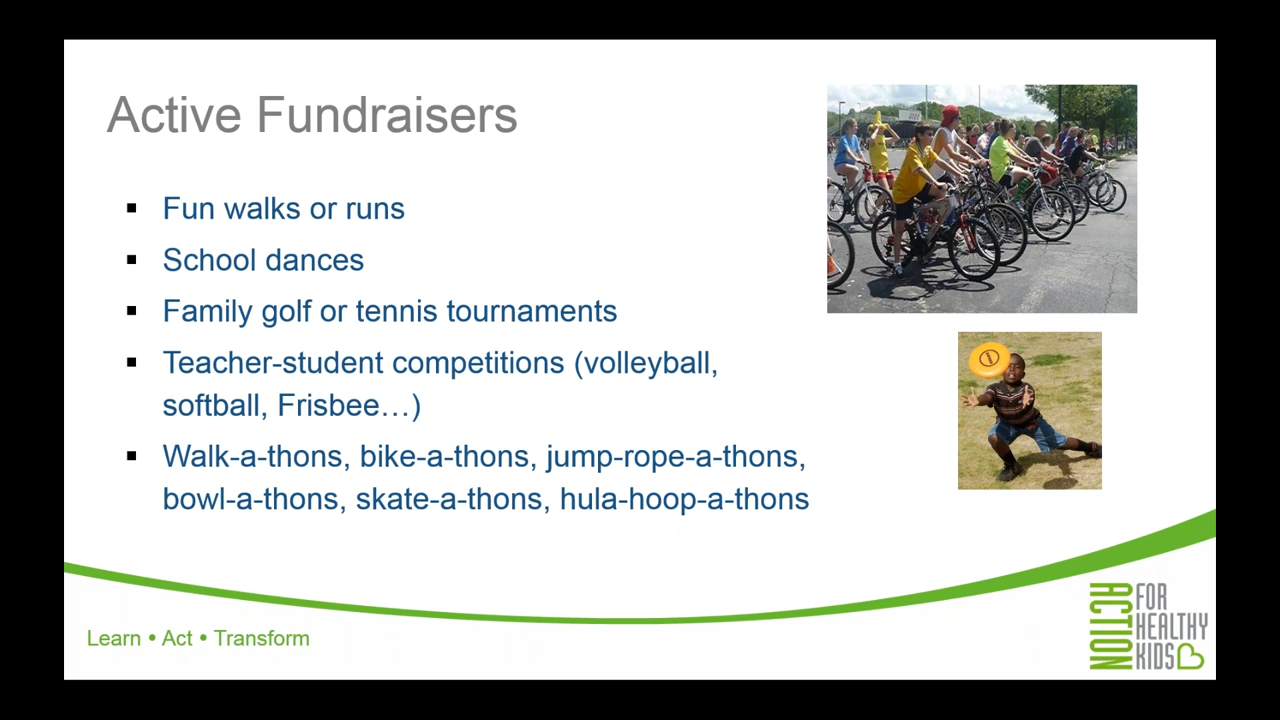 Active Fundraisers
▪ Fun walks or runs
▪ School dances
▪ Family golf or tennis tournaments
▪ Teacher-student competitions (volleyball,
softball, Frisbee…)
▪ Walk-a-thons, bike-a-thons, jump-rope-a-thons,
bowl-a-thons, skate-a-thons, hula-hoop-a-thons
Learn • Act • Transform
ACTION
FOR
HEALTHY
KIDS